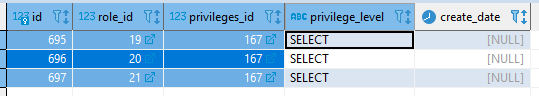 123 id 123 role_id 123 privileges_id ABC privilege_level create_date
695 19 167 SELECT [NULL]
696 20 167 SELECT [NULL]
697 21 167 SELECT [NULL]